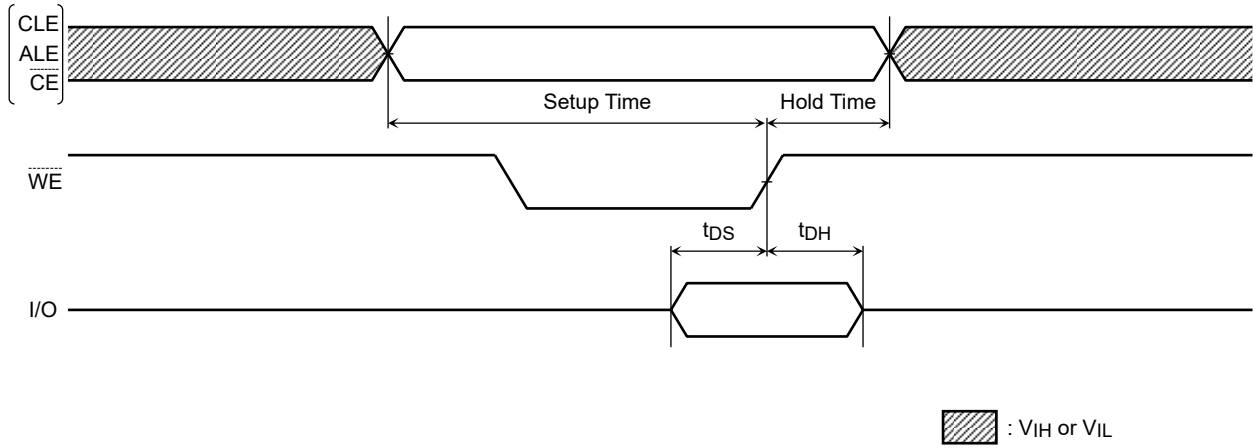 CLE
ALE
CE
Setup Time
Hold Time
WE
tDS
tDH
I/O
: VIH or VIL